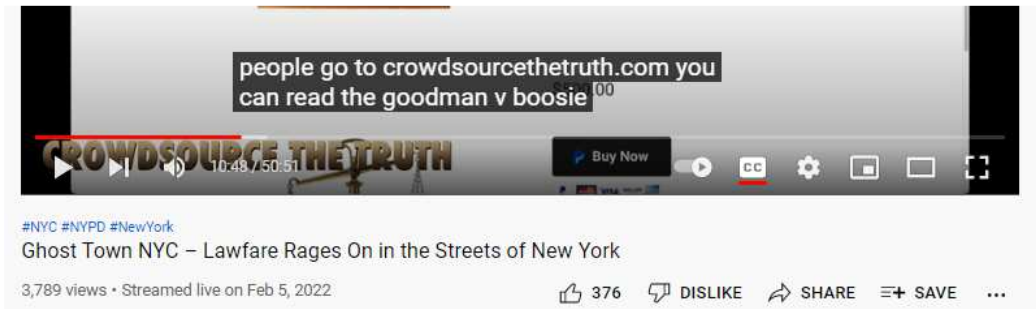 people go to crowdsourcethetruth.com you
can read the goodman v boosie
00.00
CROWDSOURCE THE TRUTH
10:48 / 50:51
Buy Now
CC
#NYC #NYPD #NewYork
Ghost Town NYC – Lawfare Rages On in the Streets of New York
3,789 views • Streamed live on Feb 5, 2022
376 DISLIKE SHARE SAVE ...